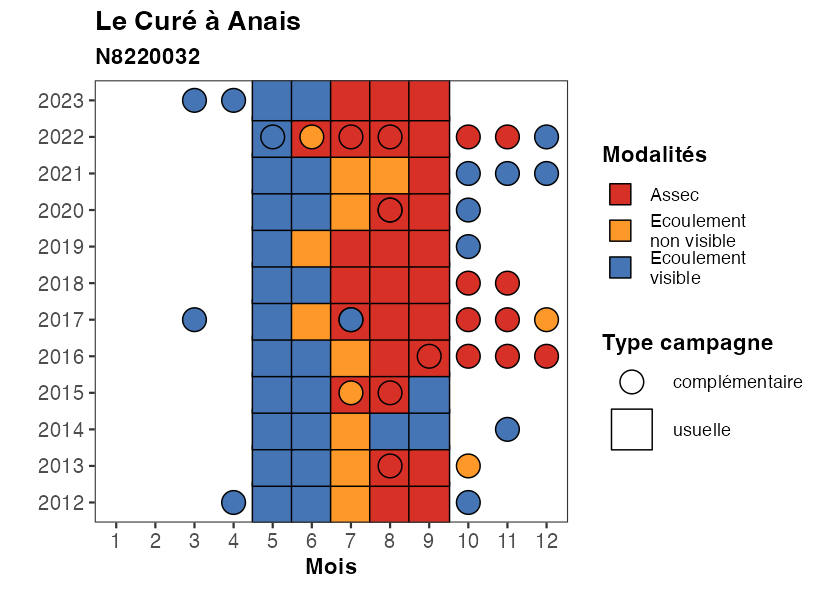 Le Curé à Anais
N8220032
2023
2022
2021
2020
2019
2018
2017
2016
2015
2014
2013
2012
1 2 3 4 5 6 7 8 9 10 11 12
Mois
Modalités
Assec
Ecoulement
non visible
Ecoulement
visible
Type campagne
complémentaire
usuelle